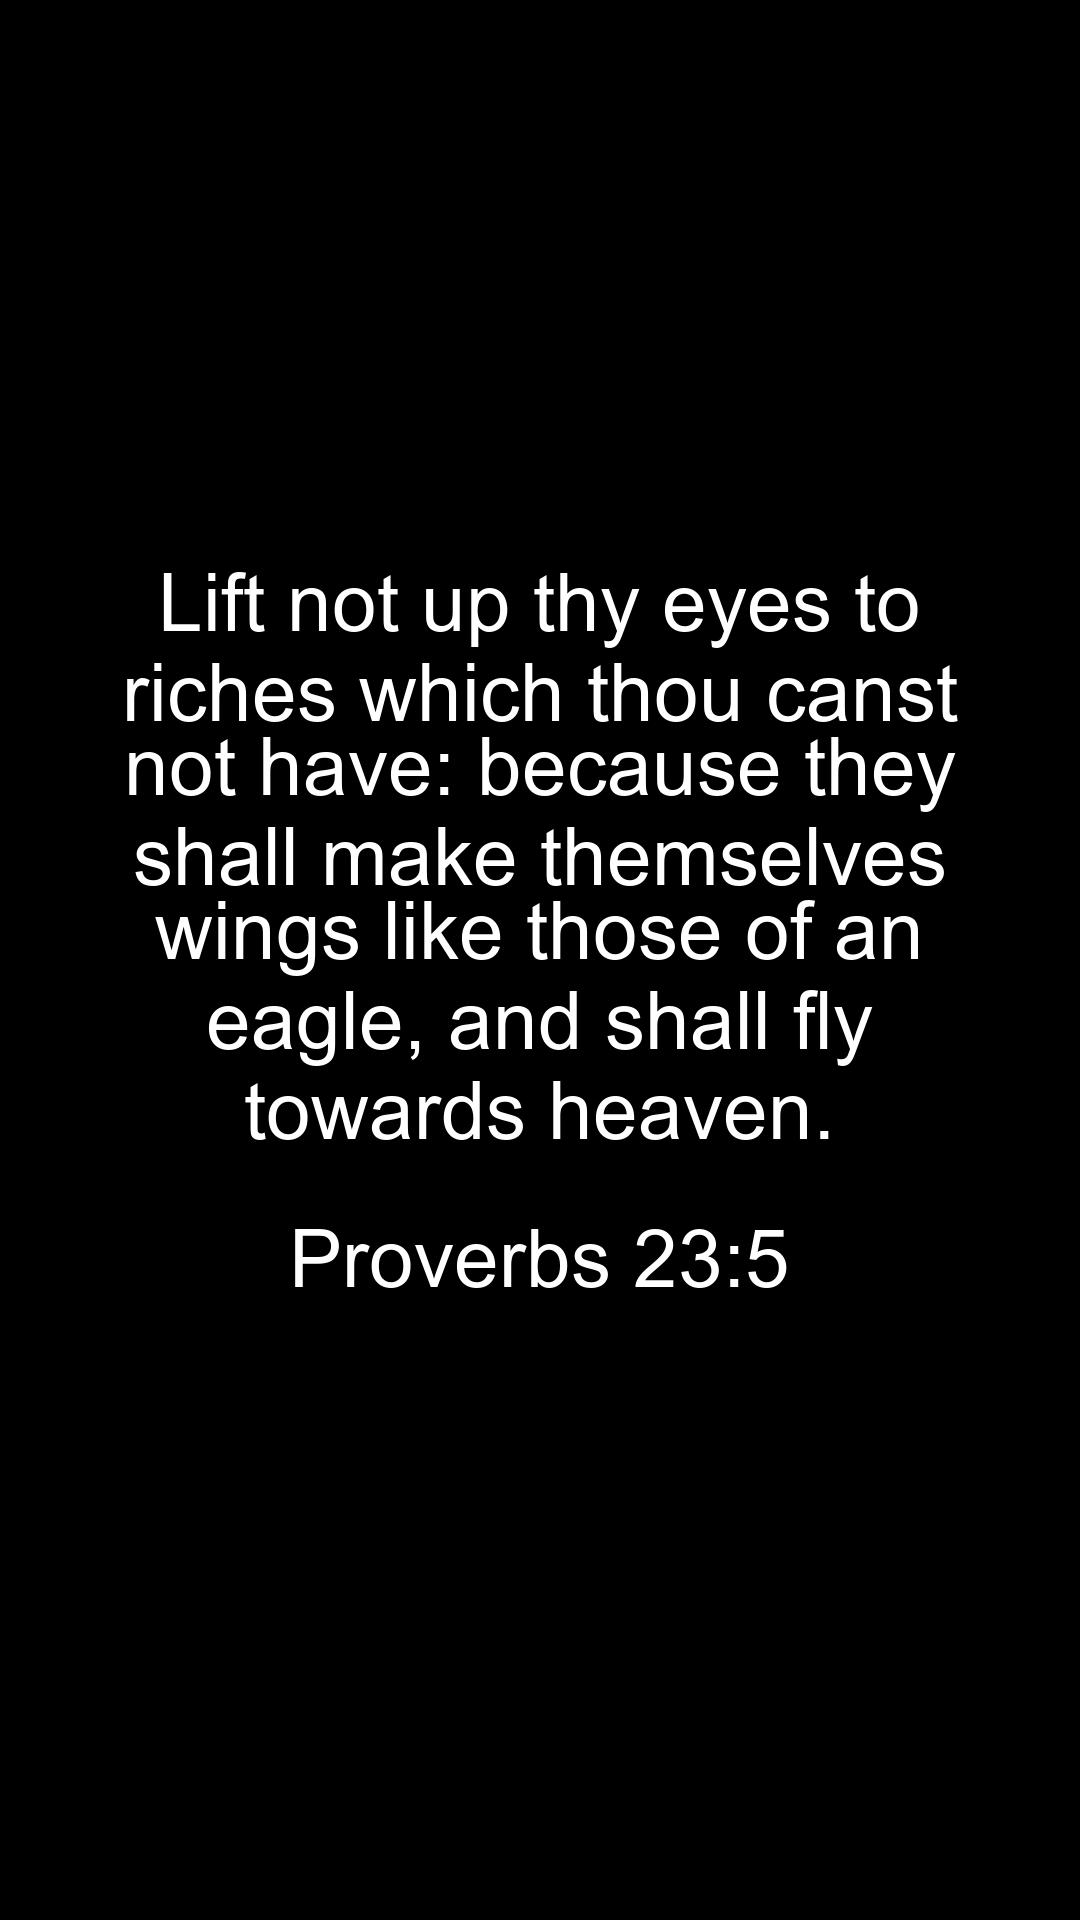 Lift not up thy eyes to
riches which thou canst
not have: because they
shall make themselves
wings like those of an
eagle, and shall fly
towards heaven.
Proverbs 23:5